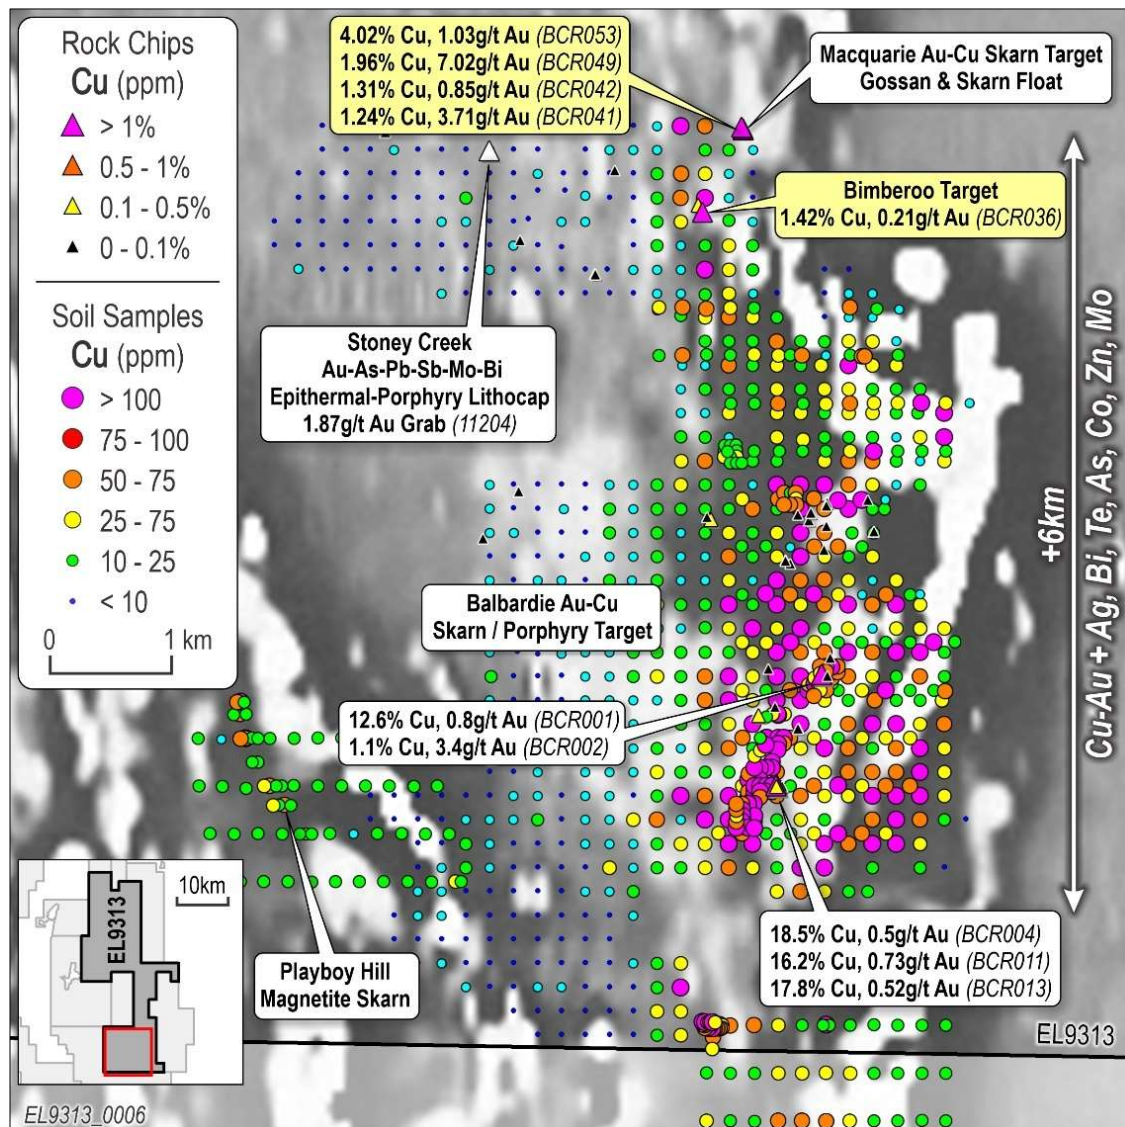 Rock Chips
Cu (ppm)
> 1%
0.5 - 1%
0.1 - 0.5%
0 - 0.1%
Soil Samples
Cu (ppm)
> 100
75 - 100
50 - 75
25 - 75
10 - 25
< 10
0 1 km
4.02% Cu, 1.03g/t Au (BCR053)
1.96% Cu, 7.02g/t Au (BCR049)
1.31% Cu, 0.85g/t Au (BCR042)
1.24% Cu, 3.71g/t Au (BCR041)
Macquarie Au-Cu Skarn Target
Gossan & Skarn Float
Bimberoo Target
1.42% Cu, 0.21g/t Au (BCR036)
Stoney Creek
Au-As-Pb-Sb-Mo-Bi
Epithermal-Porphyry Lithocap
1.87g/t Au Grab (11204)
+6km
Cu-Au + Ag, Bi, Te, As, Co, Zn, Mo
Balbardie Au-Cu
Skarn / Porphyry Target
12.6% Cu, 0.8g/t Au (BCR001)
1.1% Cu, 3.4g/t Au (BCR002)
18.5% Cu, 0.5g/t Au (BCR004)
16.2% Cu, 0.73g/t Au (BCR011)
17.8% Cu, 0.52g/t Au (BCR013)
Playboy Hill
Magnetite Skarn
EL9313
10km
EL9313
EL9313_0006